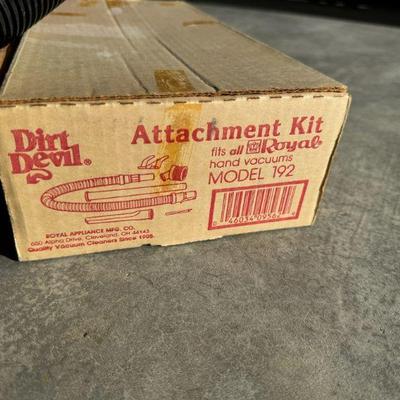 Dirt
Devil®
Attachment Kit
fits all Royal
hand vacuums
MODEL 192
ROYAL APPLIANCE MFG. CO.
650 Alpha Drive, Cleveland, OH 44143
Quality Vacuum Cleaners Since 1905.